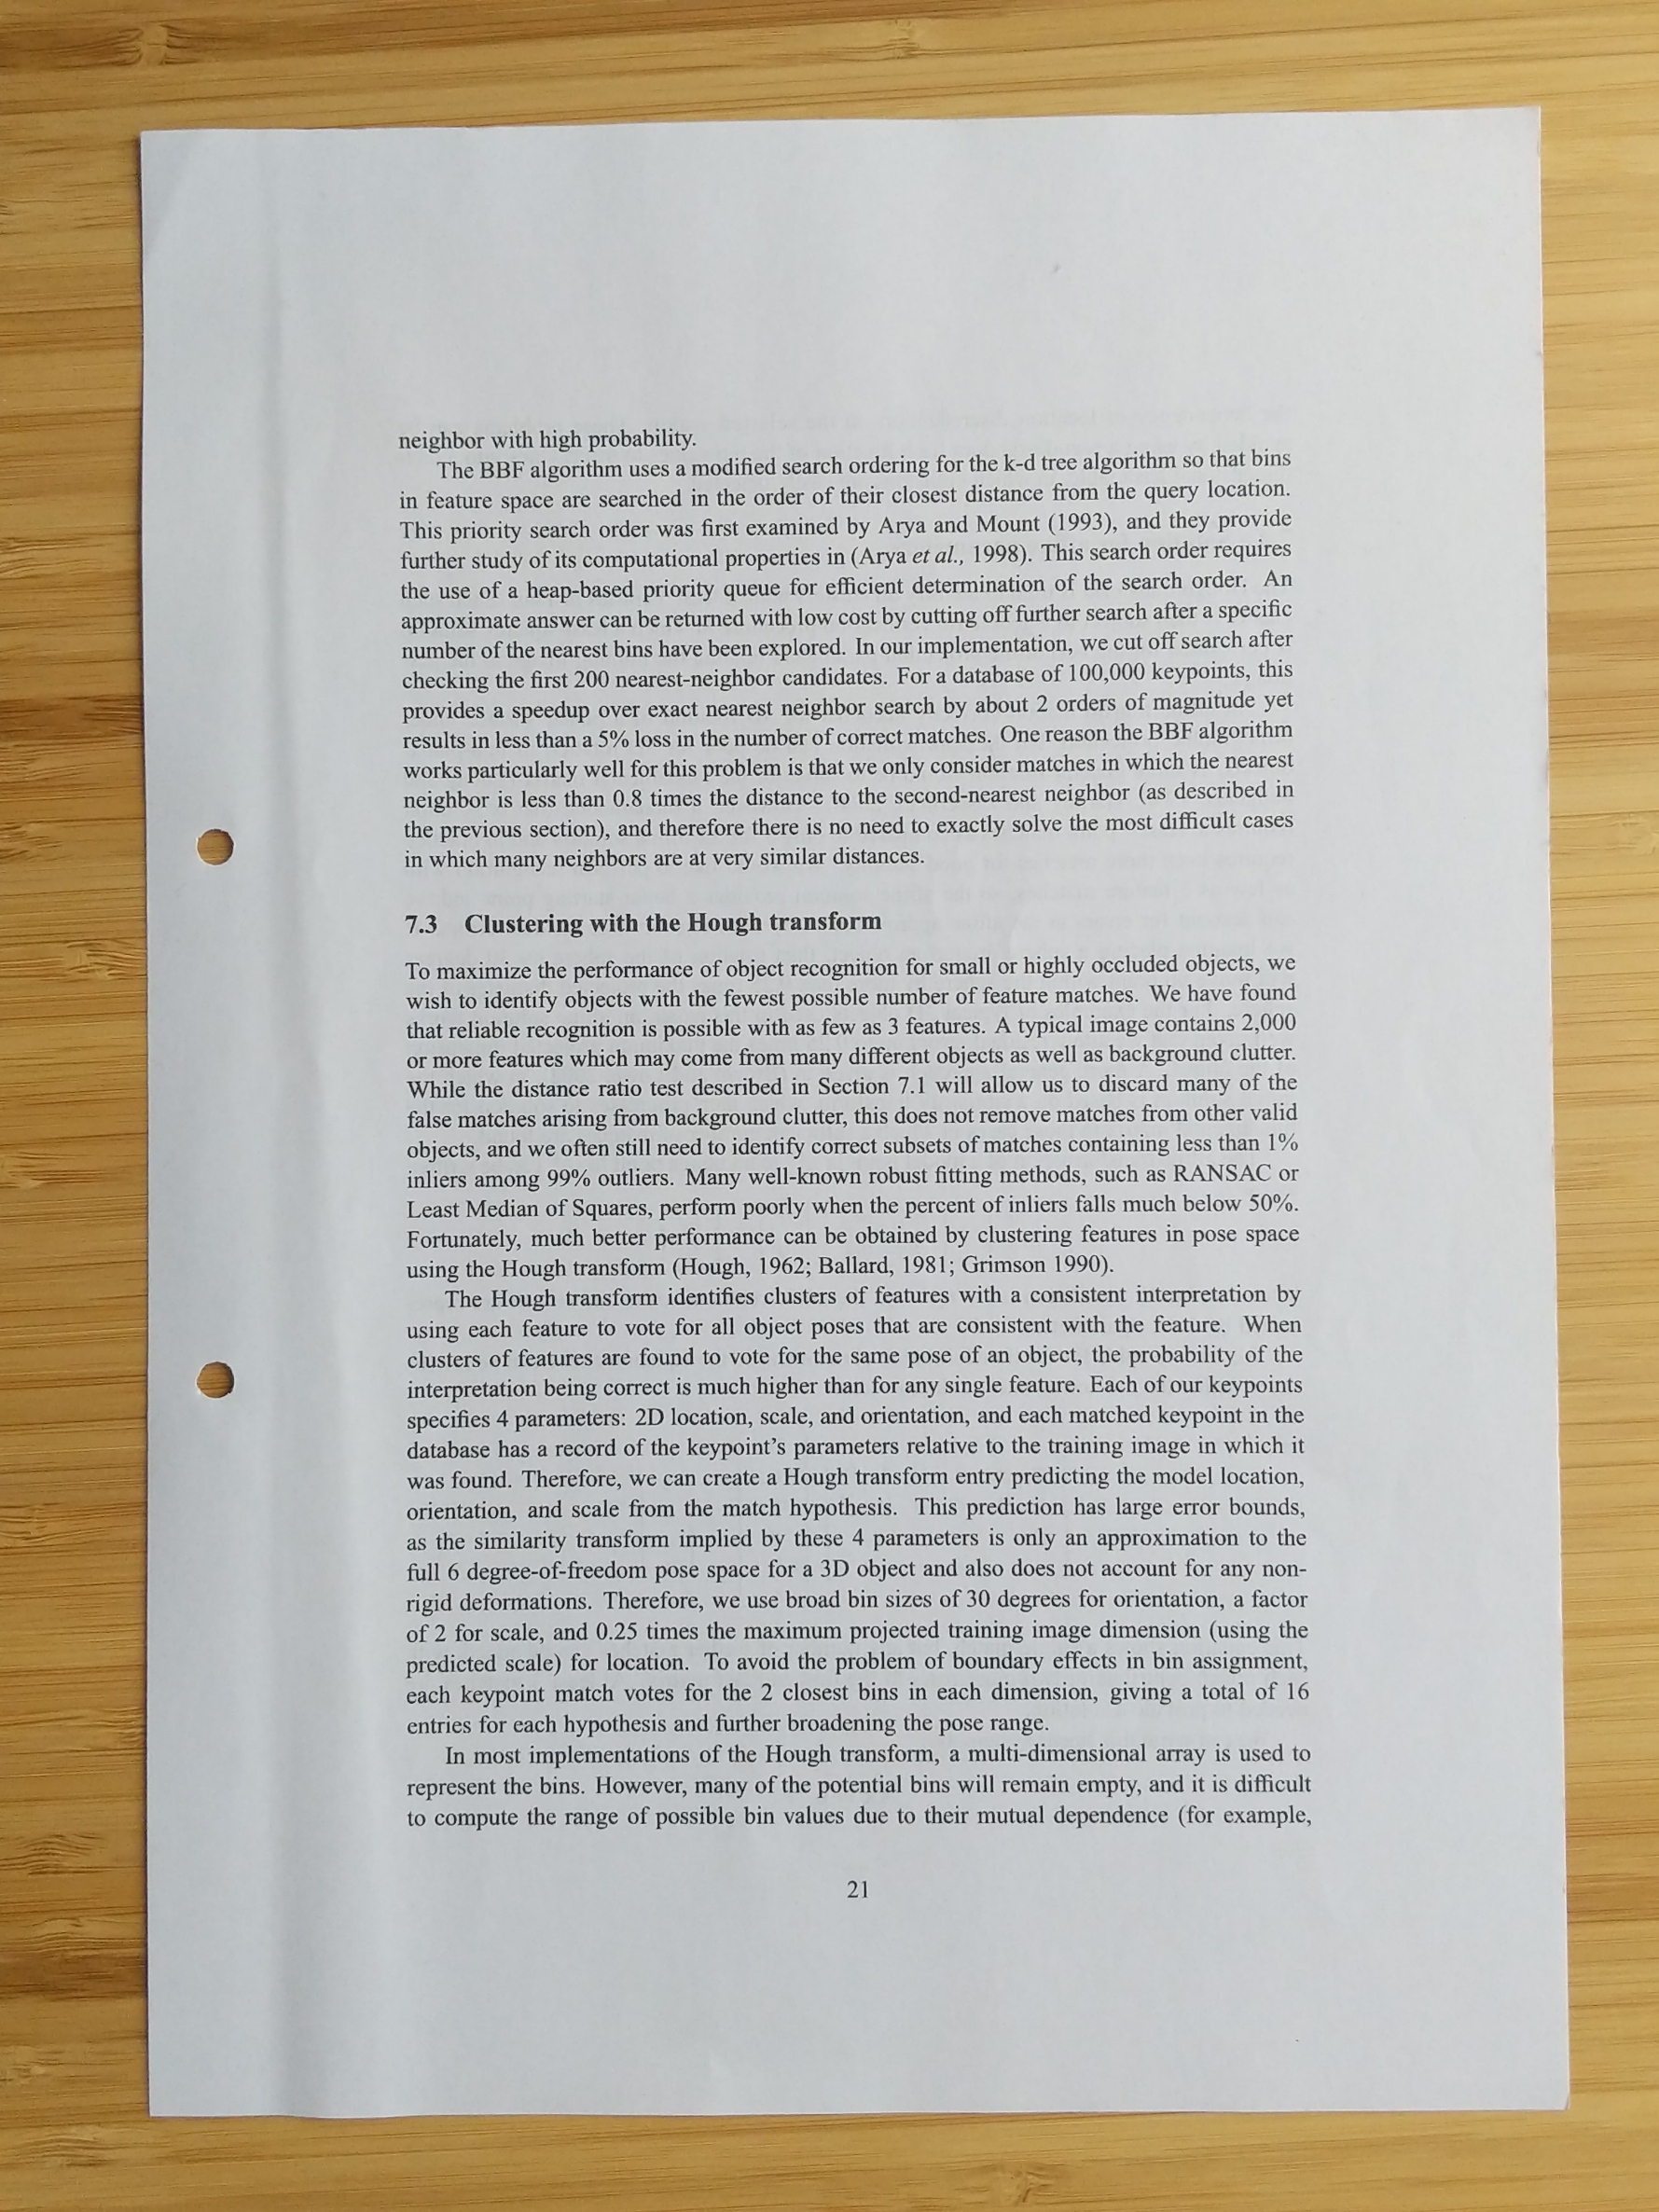 neighbor with high probability.
The BBF algorithm uses a modified search ordering for the k-d tree algorithm so that bins
in feature space are searched in the order of their closest distance from the query location.
This priority search order was first examined by Arya and Mount (1993), and they provide
further study of its computational properties in (Arya et al., 1998). This search order requires
the use of a heap-based priority queue for efficient determination of the search order. An
approximate answer can be returned with low cost by cutting off further search after a specific
number of the nearest bins have been explored. In our implementation, we cut off search after
checking the first 200 nearest-neighbor candidates. For a database of 100,000 keypoints, this
provides a speedup over exact nearest neighbor search by about 2 orders of magnitude yet
results in less than a 5% loss in the number of correct matches. One reason the BBF algorithm
works particularly well for this problem is that we only consider matches in which the nearest
neighbor is less than 0.8 times the distance to the second-nearest neighbor (as described in
the previous section), and therefore there is no need to exactly solve the most difficult cases
in which many neighbors are at very similar distances.
7.3 Clustering with the Hough transform
To maximize the performance of object recognition for small or highly occluded objects, we
wish to identify objects with the fewest possible number of feature matches. We have found
that reliable recognition is possible with as few as 3 features. A typical image contains 2,000
or more features which may come from many different objects as well as background clutter.
While the distance ratio test described in Section 7.1 will allow us to discard many of the
false matches arising from background clutter, this does not remove matches from other valid
objects, and we often still need to identify correct subsets of matches containing less than 1%
inliers among 99% outliers. Many well-known robust fitting methods, such as RANSAC or
Least Median of Squares, perform poorly when the percent of inliers falls much below 50%.
Fortunately, much better performance can be obtained by clustering features in pose space
using the Hough transform (Hough, 1962; Ballard, 1981; Grimson 1990).
The Hough transform identifies clusters of features with a consistent interpretation by
using each feature to vote for all object poses that are consistent with the feature. When
clusters of features are found to vote for the same pose of an object, the probability of the
interpretation being correct is much higher than for any single feature. Each of our keypoints
specifies 4 parameters: 2D location, scale, and orientation, and each matched keypoint in the
database has a record of the keypoint's parameters relative to the training image in which it
was found. Therefore, we can create a Hough transform entry predicting the model location,
orientation, and scale from the match hypothesis. This prediction has large error bounds,
as the similarity transform implied by these 4 parameters is only an approximation to the
full 6 degree-of-freedom pose space for a 3D object and also does not account for any non-
rigid deformations. Therefore, we use broad bin sizes of 30 degrees for orientation, a factor
of 2 for scale, and 0.25 times the maximum projected training image dimension (using the
predicted scale) for location. To avoid the problem of boundary effects in bin assignment,
each keypoint match votes for the 2 closest bins in each dimension, giving a total of 16
entries for each hypothesis and further broadening the pose range.
In most implementations of the Hough transform, a multi-dimensional array is used to
represent the bins. However, many of the potential bins will remain empty, and it is difficult
to compute the range of possible bin values due to their mutual dependence (for example,
21